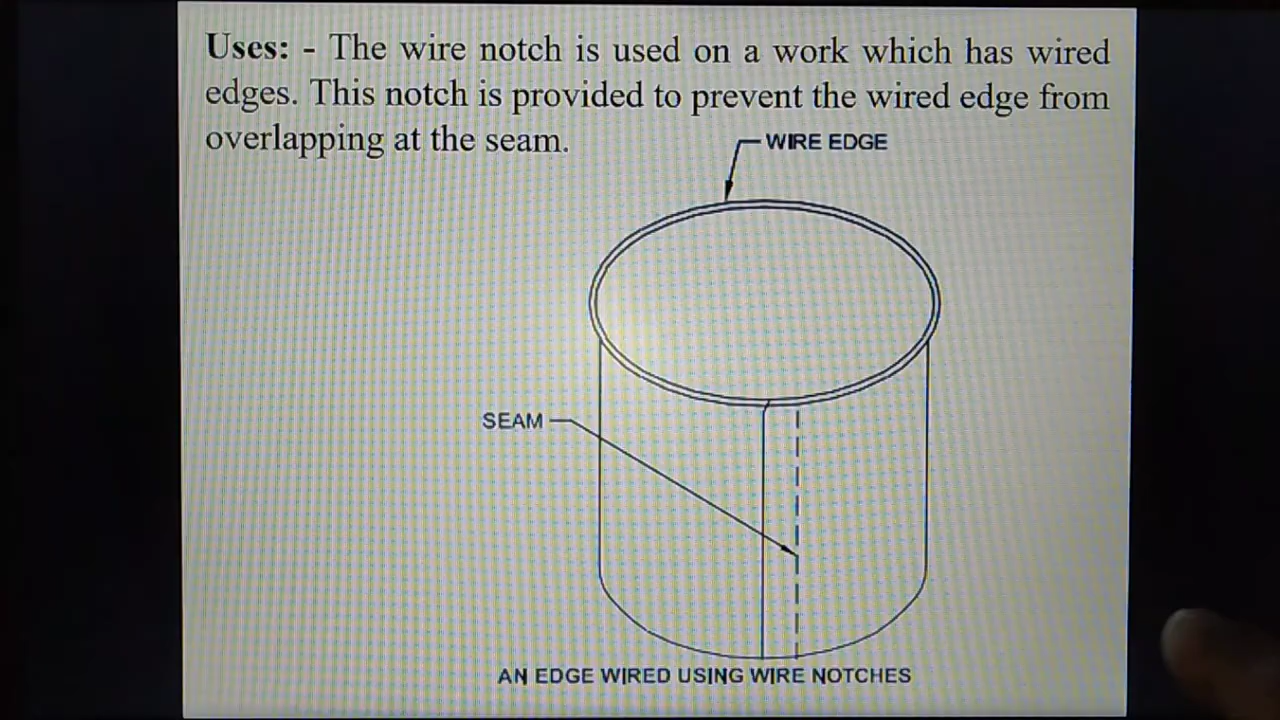 Uses: - The wire notch is used on a work which has wired
edges. This notch is provided to prevent the wired edge from
overlapping at the seam.
WIRE EDGE
SEAM
AN EDGE WIRED USING WIRE NOTCHES